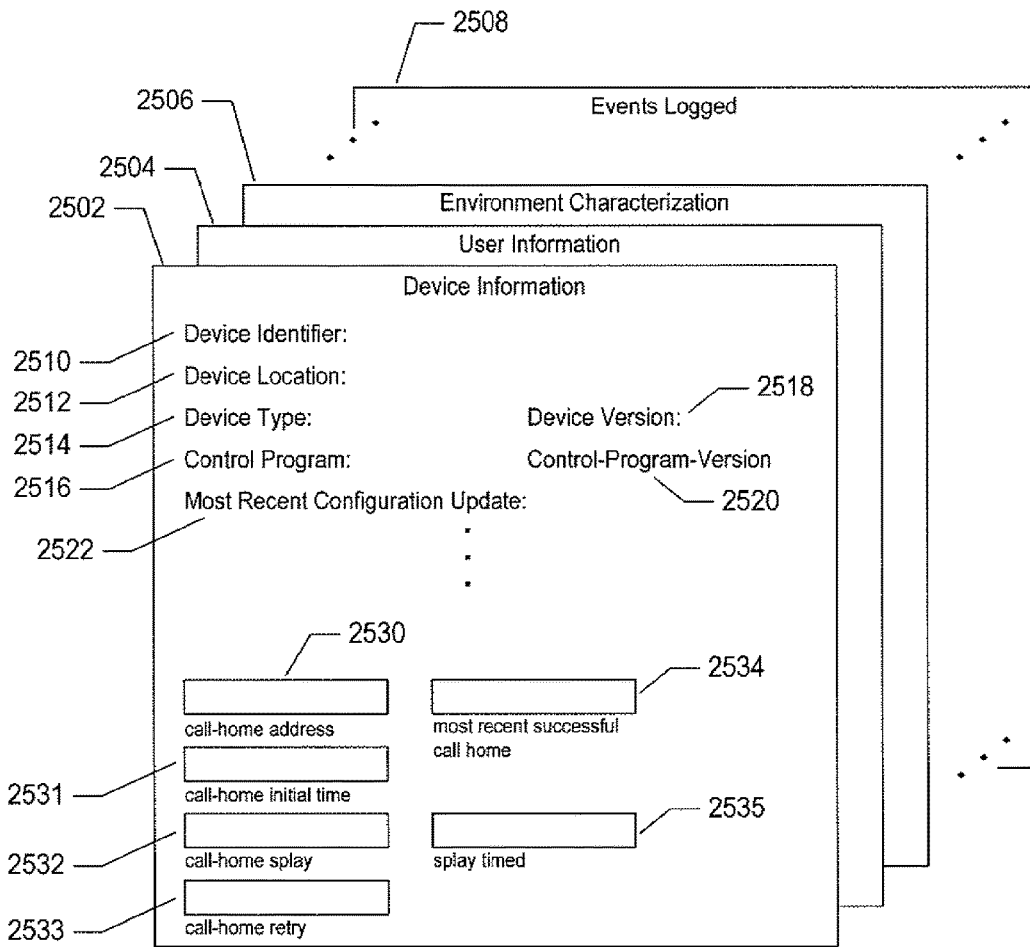 2508
Events Logged
2506
2504
Environment Characterization
2502
User Information
Device Information
Device Identifier:
2510
Device Location:
2512
2518
Device Type:
Device Version:
2514
Control Program:
Control-Program-Version
2516
2520
Most Recent Configuration Update:
2522
2530
2534
call-home address
most recent successful
call home
2531
call-home initial time
2535
2532
call-home splay
splay timed
2533
call-home retry